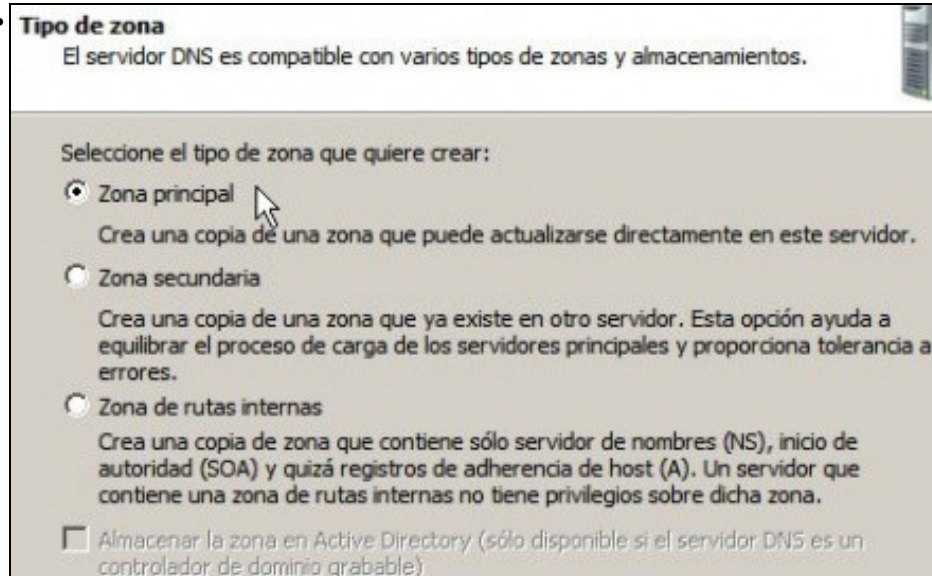 Tipo de zona
El servidor DNS es compatible con varios tipos de zonas y almacenamientos.
Seleccione el tipo de zona que quiere crear:
Zona principal
Crea una copia de una zona que puede actualizarse directamente en este servidor.
Zona secundaria
Crea una copia de una zona que ya existe en otro servidor. Esta opción ayuda a
equilibrar el proceso de carga de los servidores principales y proporciona tolerancia a
errores.
Zona de rutas internas
Crea una copia de zona que contiene sólo servidor de nombres (NS), inicio de
autoridad (SOA) y quizá registros de adherencia de host (A). Un servidor que
contiene una zona de rutas internas no tiene privilegios sobre dicha zona.
Almacenar la zona en Active Directory (sólo disponible si el servidor DNS es un
controlador de dominio grabable)